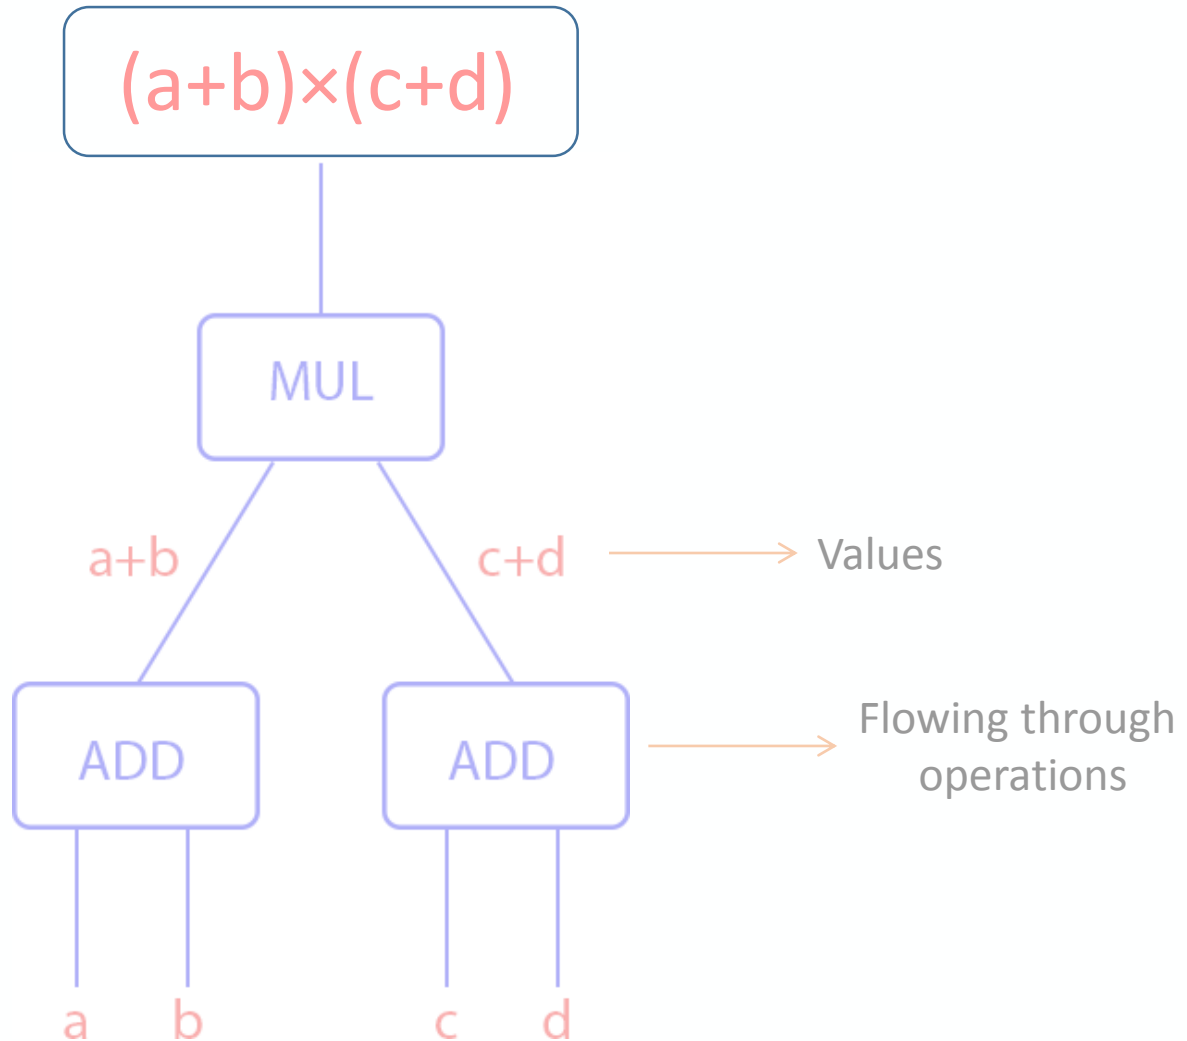 (a+b)×(c+d)
MUL
a+b
c+d
Values
ADD
ADD
Flowing through
operations
a
b
c
d